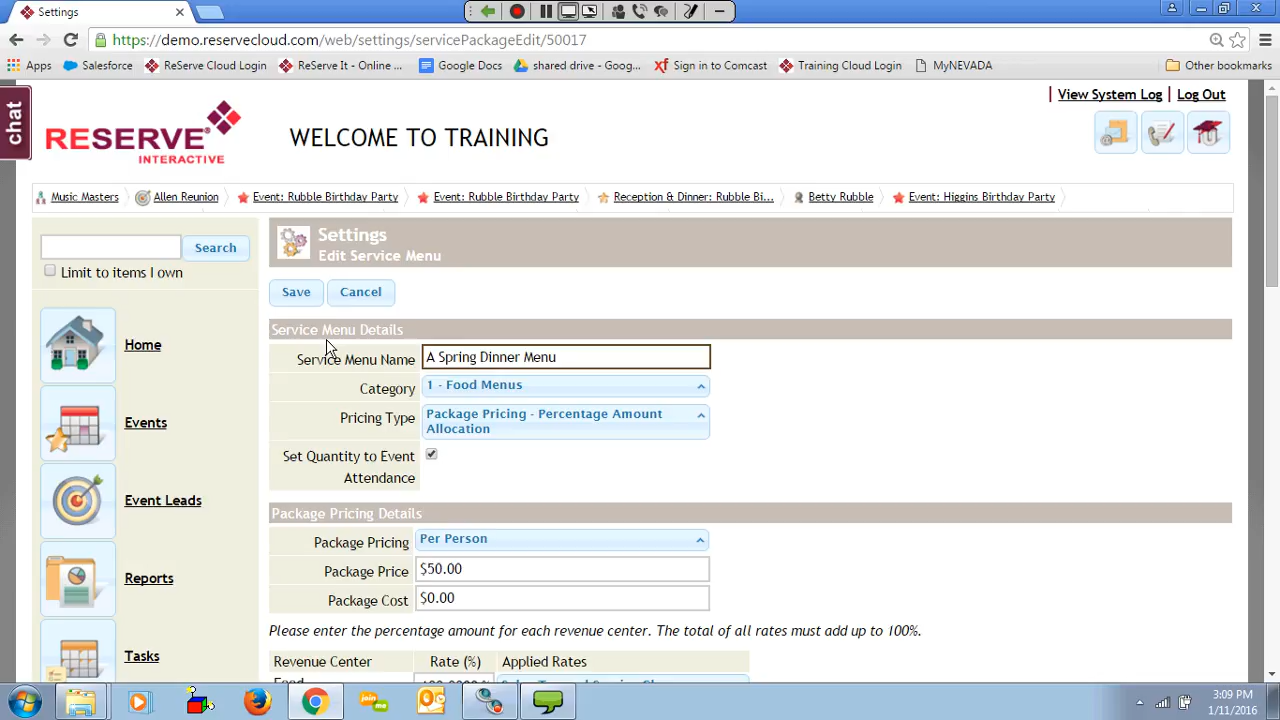 Settings
https://demo.reservecloud.com/web/settings/servicePackageEdit/50017
Apps Salesforce ReServe Cloud Login ReServe It - Online ... Google Docs shared drive - Goog... Sign in to Comcast Training Cloud Login MyNEVADA Other bookmarks
chat
View System Log Log Out
RESERVE INTERACTIVE
WELCOME TO TRAINING
Music Masters Allen Reunion Event: Rubble Birthday Party Event: Rubble Birthday Party Reception & Dinner: Rubble Bi... Betty Rubble Event: Higgins Birthday Party
Search
Limit to items I own
Home
Events
Event Leads
Reports
Tasks
Settings
Edit Service Menu
Save Cancel
Service Menu Details
Service Menu Name A Spring Dinner Menu
Category 1 - Food Menus
Pricing Type Package Pricing - Percentage Amount
Allocation
Set Quantity to Event
Attendance
Package Pricing Details
Package Pricing Per Person
Package Price $50.00
Package Cost $0.00
Please enter the percentage amount for each revenue center. The total of all rates must add up to 100%.
Revenue Center Rate (%) Applied Rates
Food
join me
3:09 PM
1/11/2016